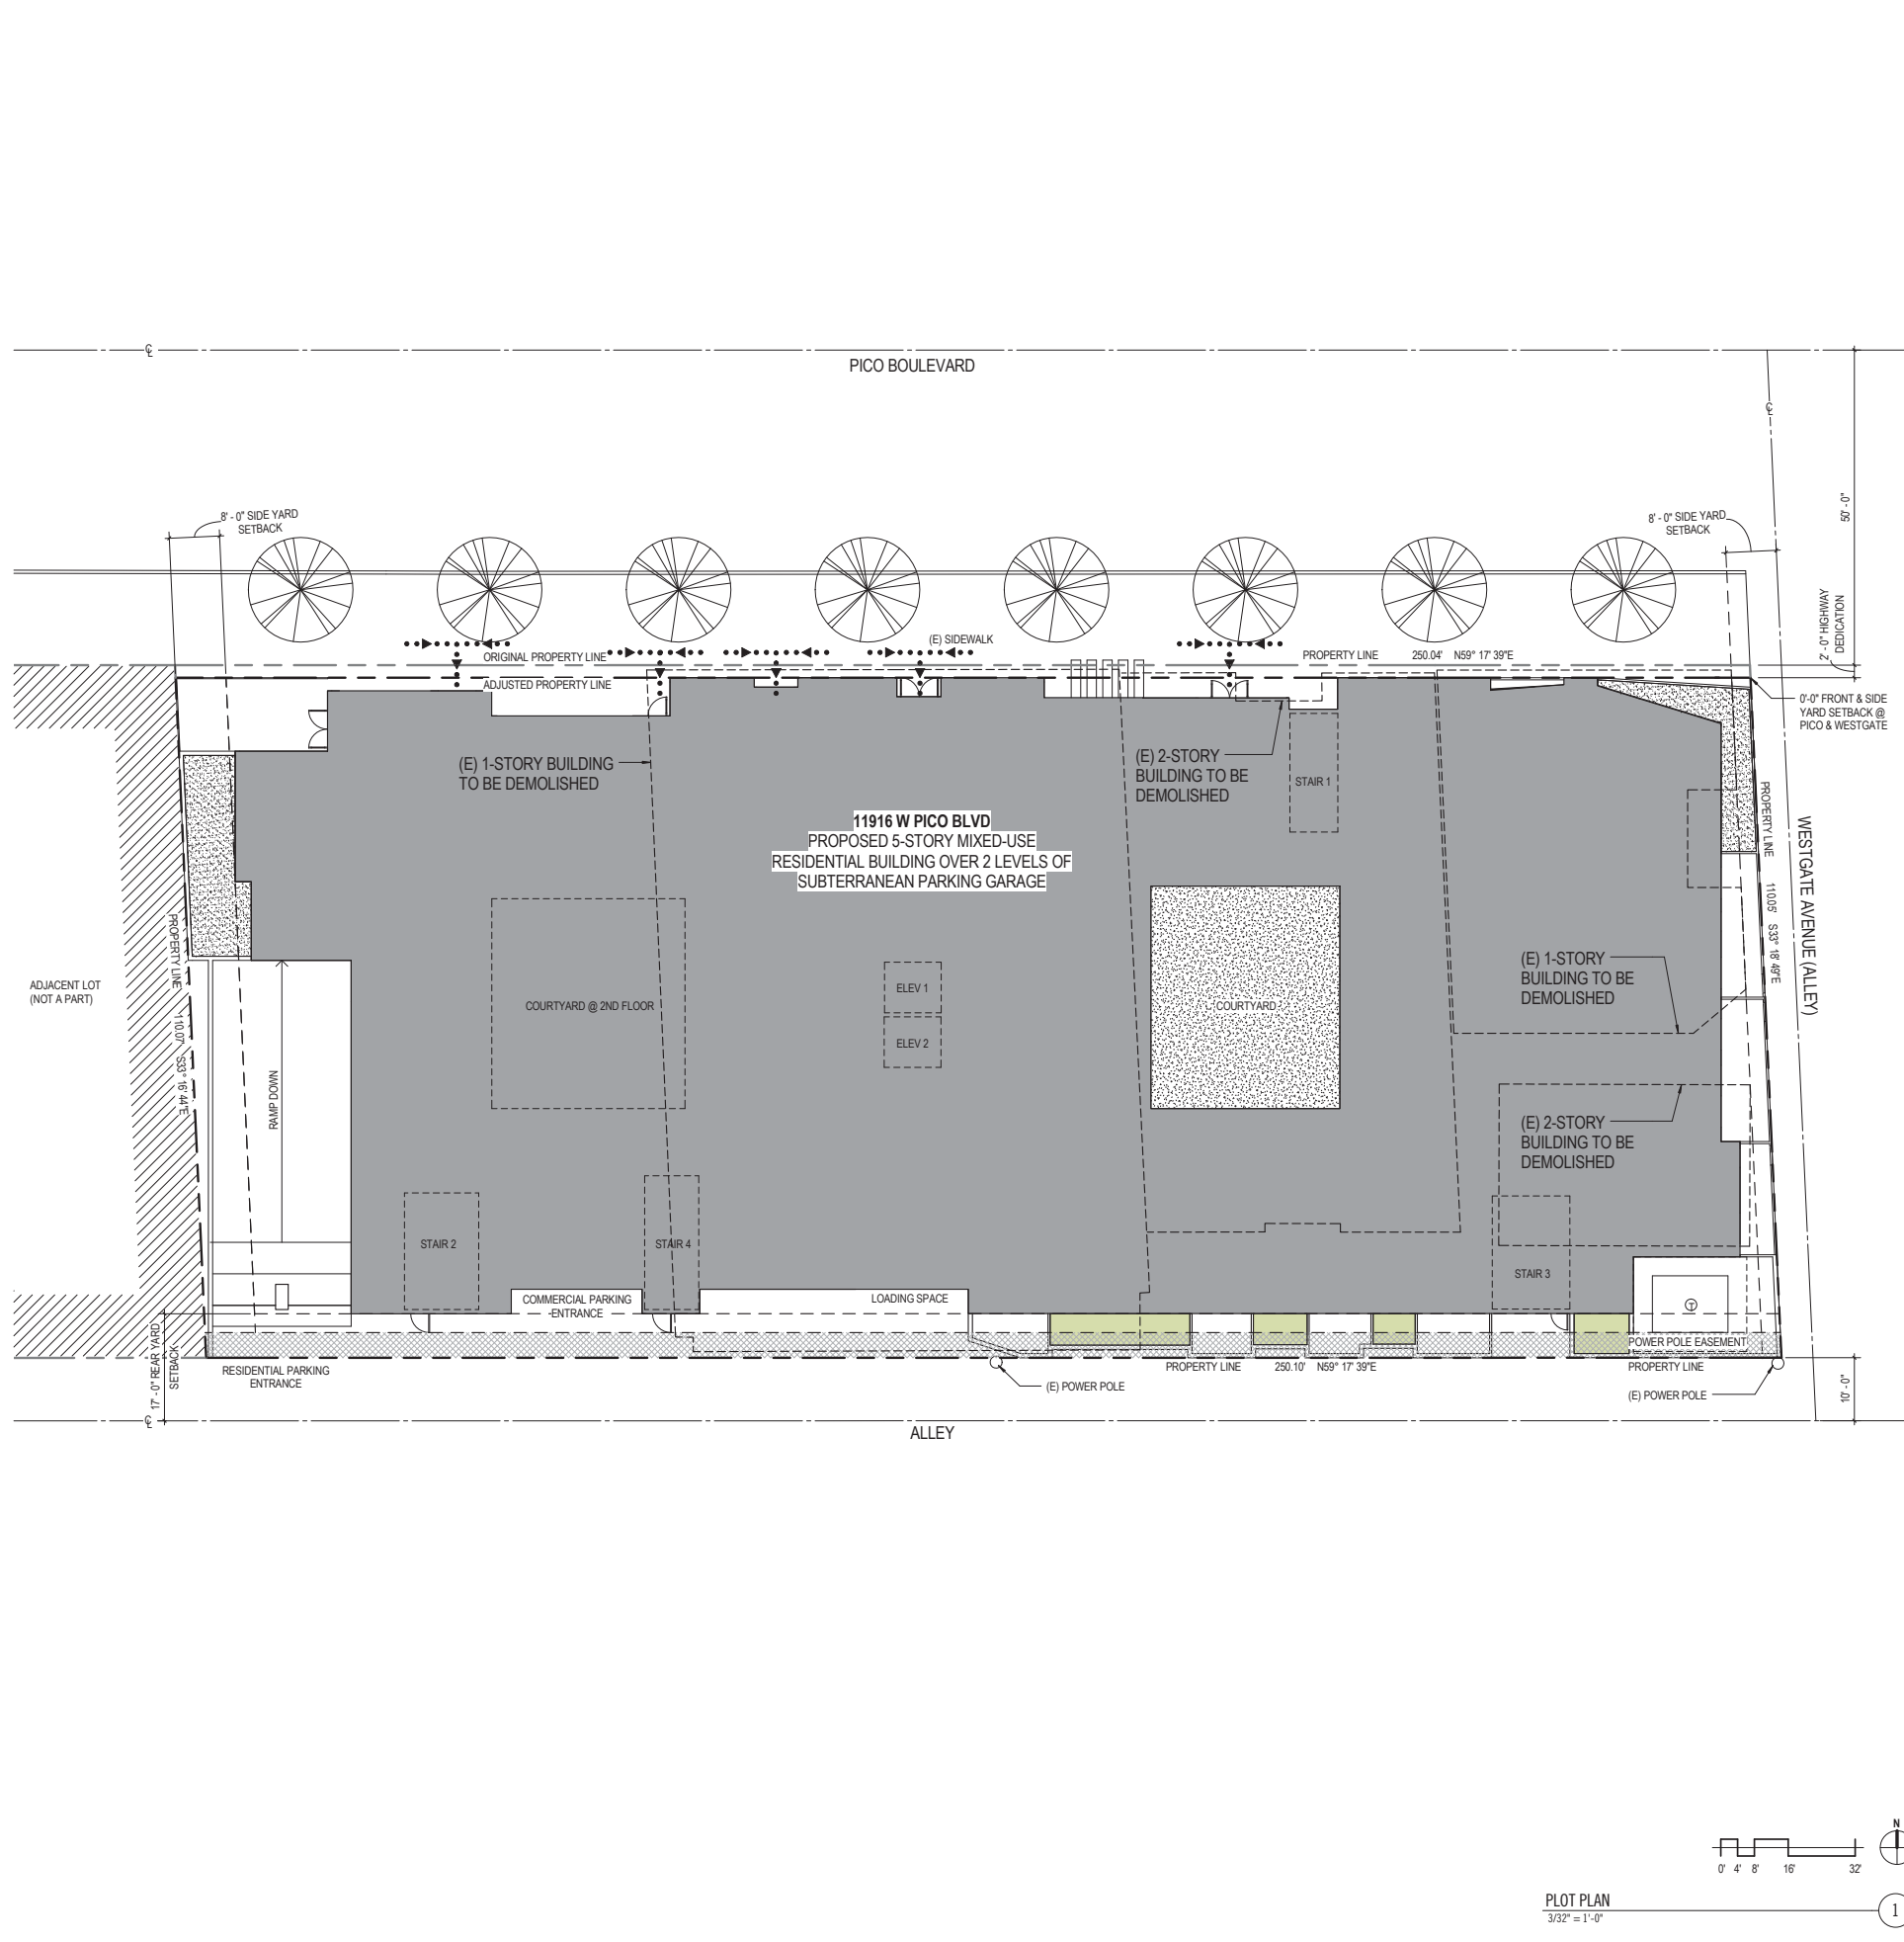 ℄
PICO BOULEVARD
℄
50' -0"
8' - 0" SIDE YARD
SETBACK
8' - 0" SIDE YARD
SETBACK
2'- 0" HIGHWAY
DEDICATION
(E) SIDEWALK
ORIGINAL PROPERTY LINE
PROPERTY LINE 250.04' N59° 17' 39"E
ADJUSTED PROPERTY LINE
0'-0" FRONT & SIDE
YARD SETBACK @
PICO & WESTGATE
(E) 1-STORY BUILDING
TO BE DEMOLISHED
(E) 2-STORY
BUILDING TO BE
DEMOLISHED
STAIR 1
11916 W PICO BLVD
PROPOSED 5-STORY MIXED-USE
RESIDENTIAL BUILDING OVER 2 LEVELS OF
SUBTERRANEAN PARKING GARAGE
PROPERTY LINE 110.05' S33° 18' 49"E
WESTGATE AVENUE (ALLEY)
PROPERTY LINE 110.07' S33° 16' 44"E
ADJACENT LOT
(NOT A PART)
COURTYARD @ 2ND FLOOR
ELEV 1
ELEV 2
COURTYARD
(E) 1-STORY
BUILDING TO BE
DEMOLISHED
RAMP DOWN
(E) 2-STORY
BUILDING TO BE
DEMOLISHED
STAIR 2
STAIR 4
STAIR 3
COMMERCIAL PARKING
-ENTRANCE
LOADING SPACE
T
POWER POLE EASEMENT
17' -0" REAR YARD
SETBACK
RESIDENTIAL PARKING
ENTRANCE
PROPERTY LINE 250.10' N59° 17' 39"E
PROPERTY LINE
(E) POWER POLE
(E) POWER POLE
10' -0"
℄
ALLEY
N
0' 4' 8' 16' 32'
PLOT PLAN
3/32" = 1'-0"
1